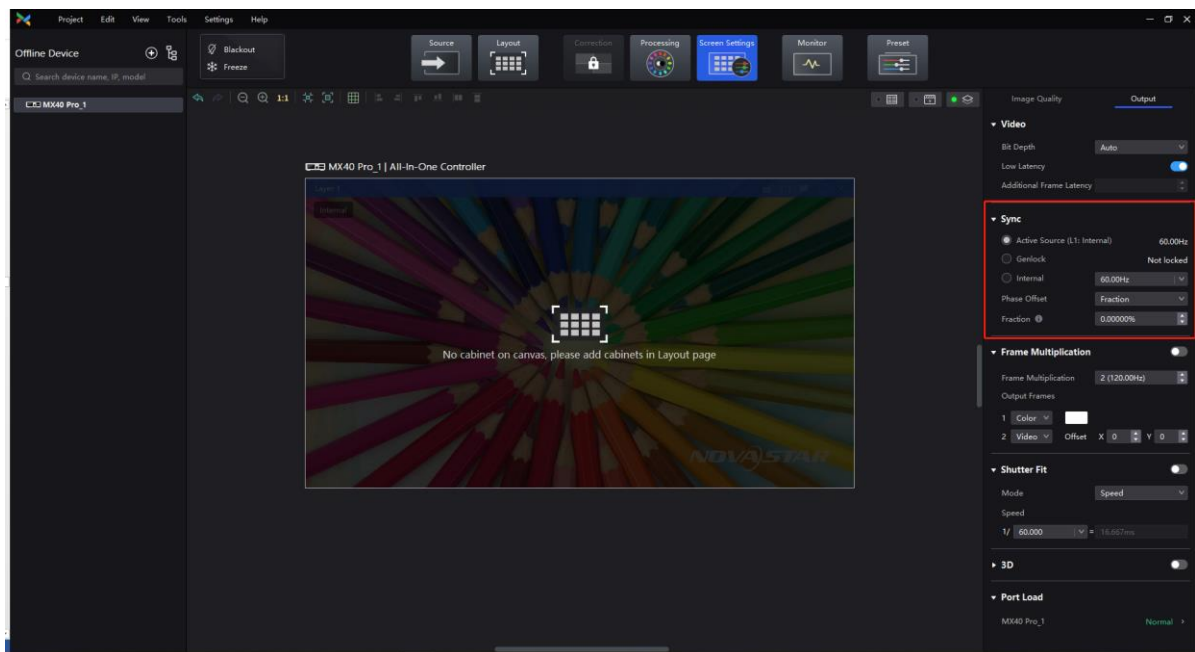 Project Edit View Tools Settings Help
Offline Device
Search device name, IP, model
MX40 Pro_1
Blackout
Freeze
Source Layout Correction Processing Screen Settings Monitor Preset
1:1
MX40 Pro_1 | All-In-One Controller
Layer 1
Internal
No cabinet on canvas, please add cabinets in Layout page
NOVASTAR
Image Quality Output
Video
Bit Depth Auto
Low Latency
Additional Frame Latency
Sync
Active Source (L1: Internal) 60.00Hz
Genlock Not locked
Internal 60.00Hz
Phase Offset Fraction
Fraction 0.00000%
Frame Multiplication
Frame Multiplication 2 (120.00Hz)
Output Frames
1 Color
2 Video Offset X 0 Y 0
Shutter Fit
Mode Speed
Speed
1/ 60.000 = 16.667ms
3D
Port Load
MX40 Pro_1 Normal